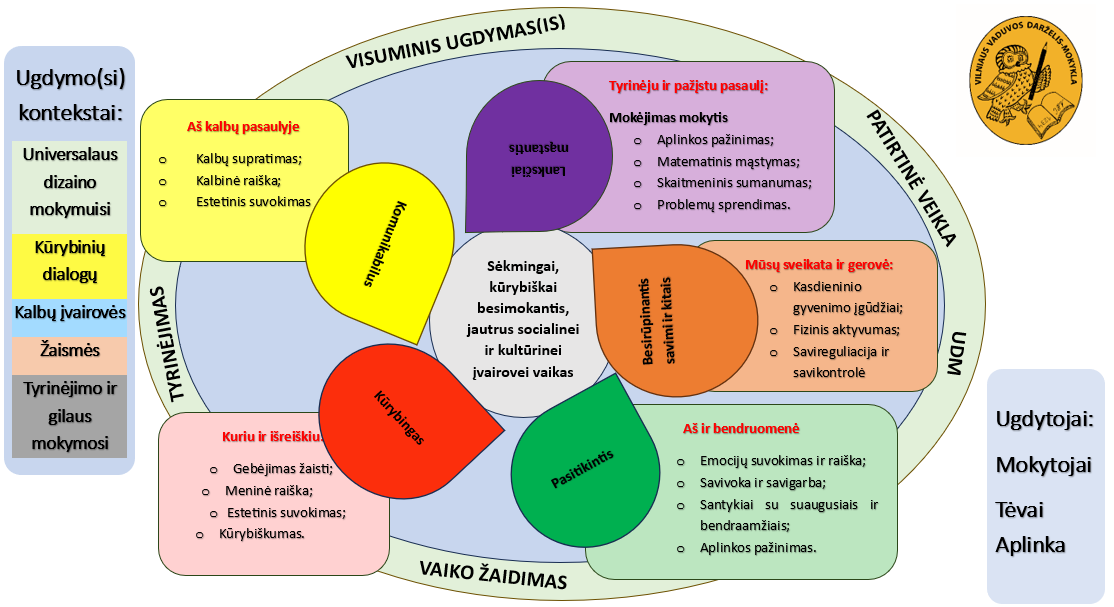 Ugdymo(si)
kontekstai:
Universalaus
dizaino
mokymuisi
Kūrybinių
dialogų
Kalbų įvairovės
Žaismės
Tyrinėjimo ir
gilaus
mokymosi
VISUMINIS UGDYMAS(IS)
PATIRTINĖ VEIKLA
UDM
VAIKO ŽAIDIMAS
TYRINĖJIMAS
VILNIAUS VADUVOS DARŽELIS-MOKYKLA
Aš kalbų pasaulyje
o Kalbų supratimas;
o Kalbinė raiška;
o Estetinis suvokimas
Komunikabilus
Lanksčiai
mąstantis
Tyrinėju ir pažįstu pasaulį:
Mokėjimas mokytis
o Aplinkos pažinimas;
o Matematinis mąstymas;
o Skaitmeninis sumanumas;
o Problemų sprendimas.
Sėkmingai,
kūrybiškai
besimokantis,
jautrus socialinei
ir kultūrinei
įvairovei vaikas
Besirūpinantis
savimi ir kitais
Mūsų sveikata ir gerovė:
o Kasdieninio
gyvenimo įgūdžiai;
o Fizinis aktyvumas;
o Savireguliacija ir
savikontrolė
Kūrybingas
Kuriu ir išreiškiu:
o Gebėjimas žaisti;
o Meninė raiška;
o Estetinis suvokimas;
o Kūrybiškumas.
Pasitikintis
Aš ir bendruomenė
o Emocijų suvokimas ir raiška;
o Savivoka ir savigarba;
o Santykiai su suaugusiais ir
bendraamžiais;
o Aplinkos pažinimas.
Ugdytojai:
Mokytojai
Tėvai
Aplinka